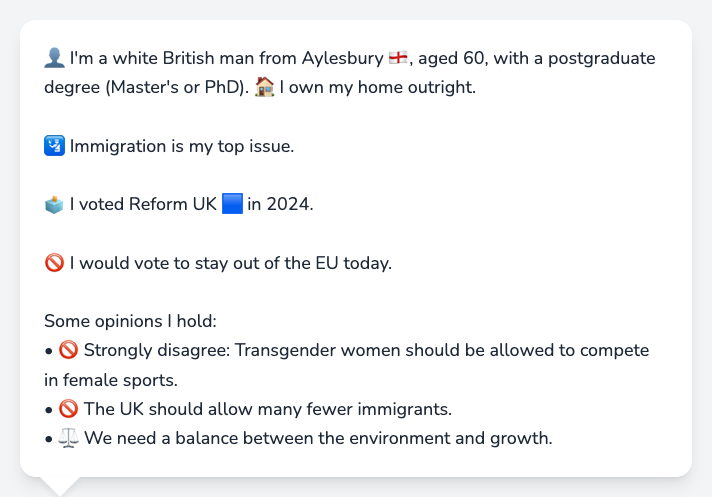 👤 I'm a white British man from Aylesbury 🏴󠁧󠁢󠁥󠁮󠁧󠁿, aged 60, with a postgraduate
degree (Master's or PhD). 🏠 I own my home outright.
🛂 Immigration is my top issue.
🗳️ I voted Reform UK 🟦 in 2024.
🚫 I would vote to stay out of the EU today.
Some opinions I hold:
• 🚫 Strongly disagree: Transgender women should be allowed to compete
in female sports.
• 🚫 The UK should allow many fewer immigrants.
• ⚖️ We need a balance between the environment and growth.